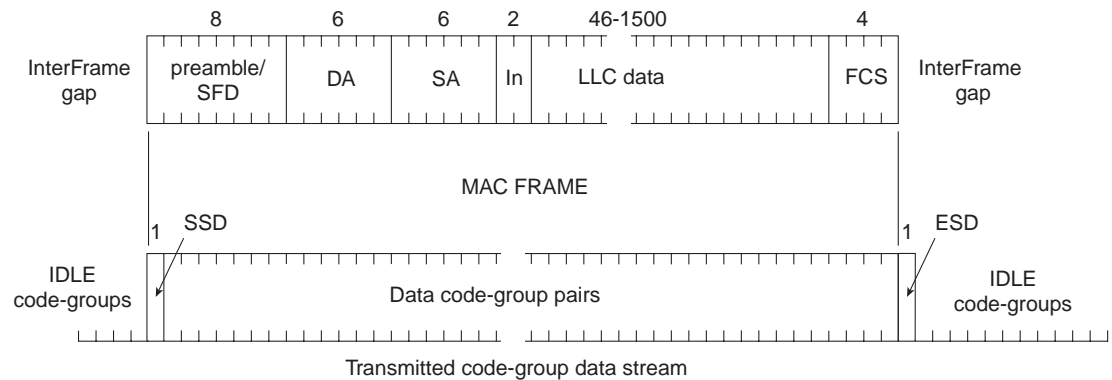 8 6 6 2 46-1500 4
InterFrame
gap
preamble/
SFD
DA
SA
In
LLC data
FCS
InterFrame
gap
MAC FRAME
1
SSD
1
ESD
IDLE
code-groups
Data code-group pairs
IDLE
code-groups
Transmitted code-group data stream